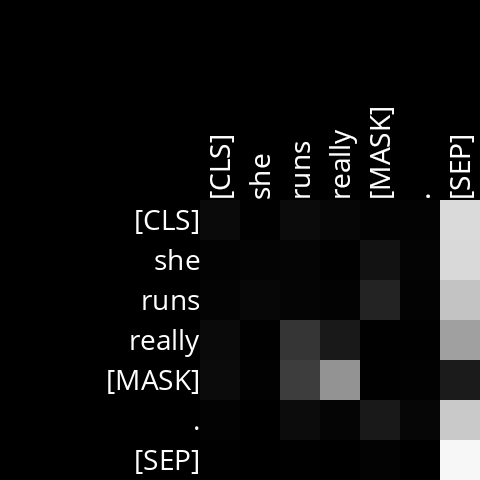 [CLS] she runs really [MASK] . [SEP]
[CLS]
she
runs
really
[MASK]
.
[SEP]